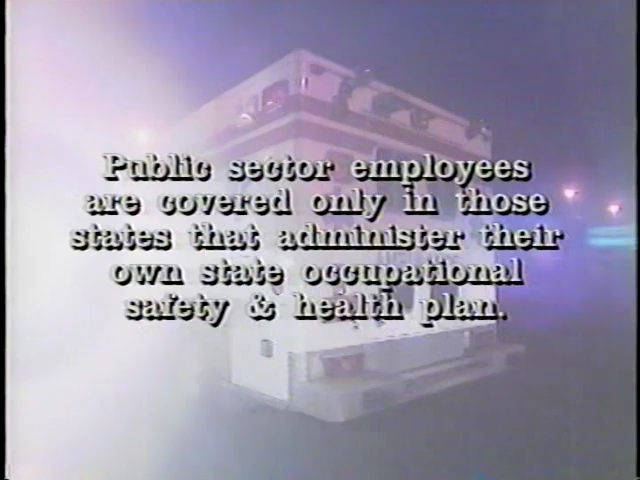 Public sector employees
are covered only in those
states that administer their
own state occupational
safety & health plan.